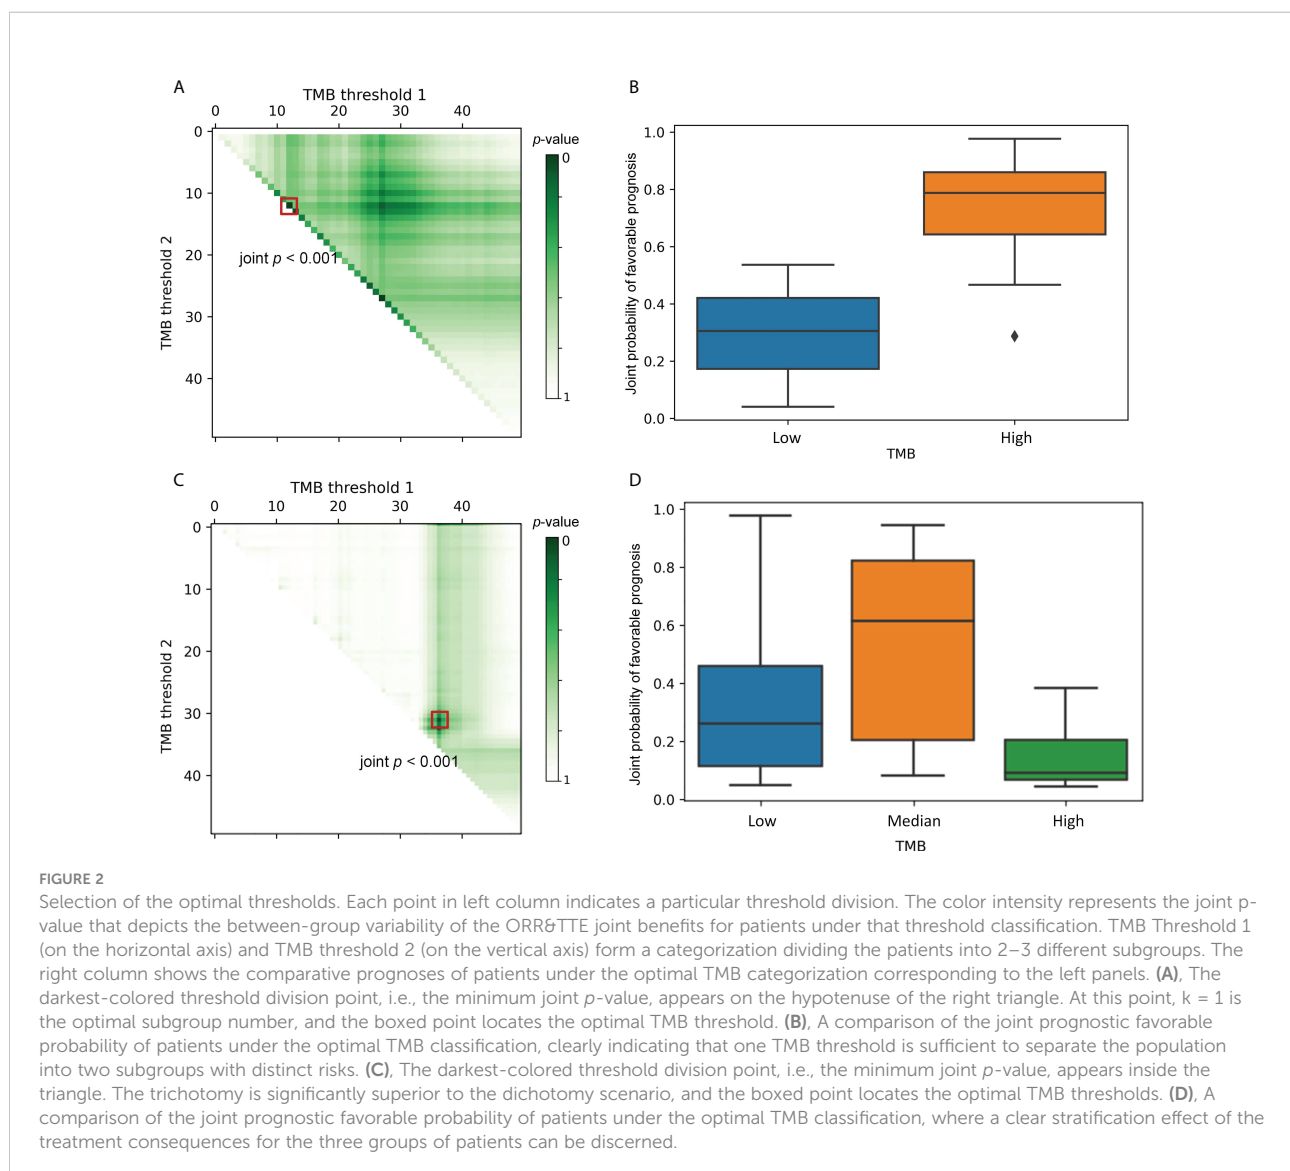 A
TMB threshold 1
0 10 20 30 40
0
10
20
30
40
TMB threshold 2
joint p < 0.001
p-value
0
1
B
1.0
0.8
0.6
0.4
0.2
0.0
Joint probability of favorable prognosis
Low High
TMB
C
TMB threshold 1
0 10 20 30 40
0
10
20
30
40
TMB threshold 2
joint p < 0.001
p-value
0
1
D
1.0
0.8
0.6
0.4
0.2
0.0
Joint probability of favorable prognosis
Low Median High
TMB
FIGURE 2
Selection of the optimal thresholds. Each point in left column indicates a particular threshold division. The color intensity represents the joint p-
value that depicts the between-group variability of the ORR&TTE joint benefits for patients under that threshold classification. TMB Threshold 1
(on the horizontal axis) and TMB threshold 2 (on the vertical axis) form a categorization dividing the patients into 2–3 different subgroups. The
right column shows the comparative prognoses of patients under the optimal TMB categorization corresponding to the left panels. (A), The
darkest-colored threshold division point, i.e., the minimum joint p-value, appears on the hypotenuse of the right triangle. At this point, k = 1 is
the optimal subgroup number, and the boxed point locates the optimal TMB threshold. (B), A comparison of the joint prognostic favorable
probability of patients under the optimal TMB classification, clearly indicating that one TMB threshold is sufficient to separate the population
into two subgroups with distinct risks. (C), The darkest-colored threshold division point, i.e., the minimum joint p-value, appears inside the
triangle. The trichotomy is significantly superior to the dichotomy scenario, and the boxed point locates the optimal TMB thresholds. (D), A
comparison of the joint prognostic favorable probability of patients under the optimal TMB classification, where a clear stratification effect of the
treatment consequences for the three groups of patients can be discerned.